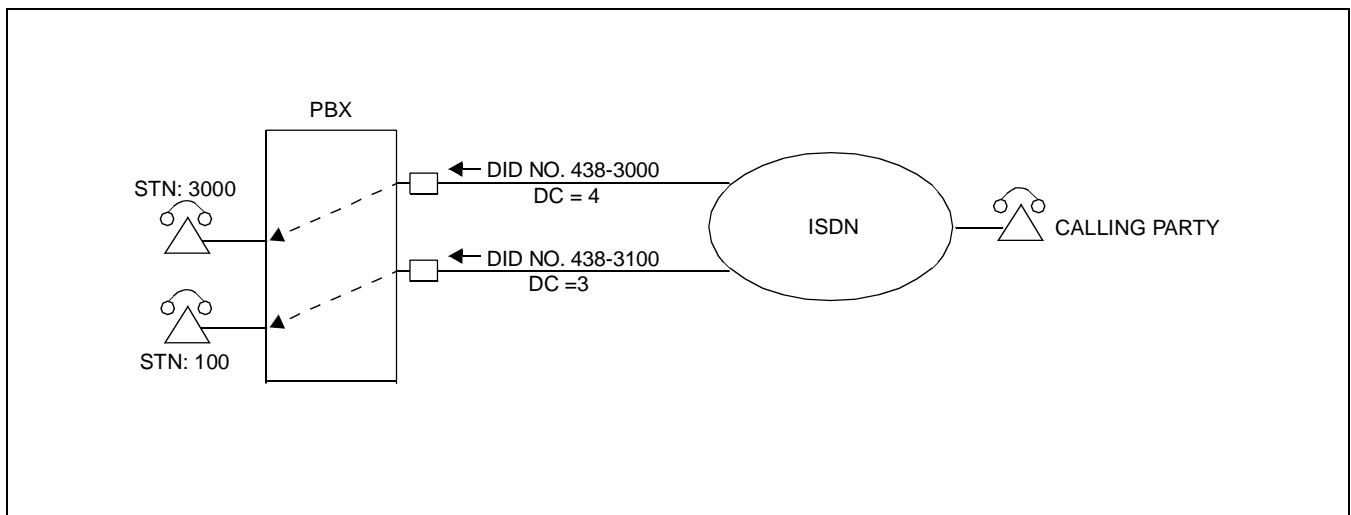 PBX
DID NO. 438-3000
DC = 4
STN: 3000
ISDN
CALLING PARTY
DID NO. 438-3100
DC =3
STN: 100